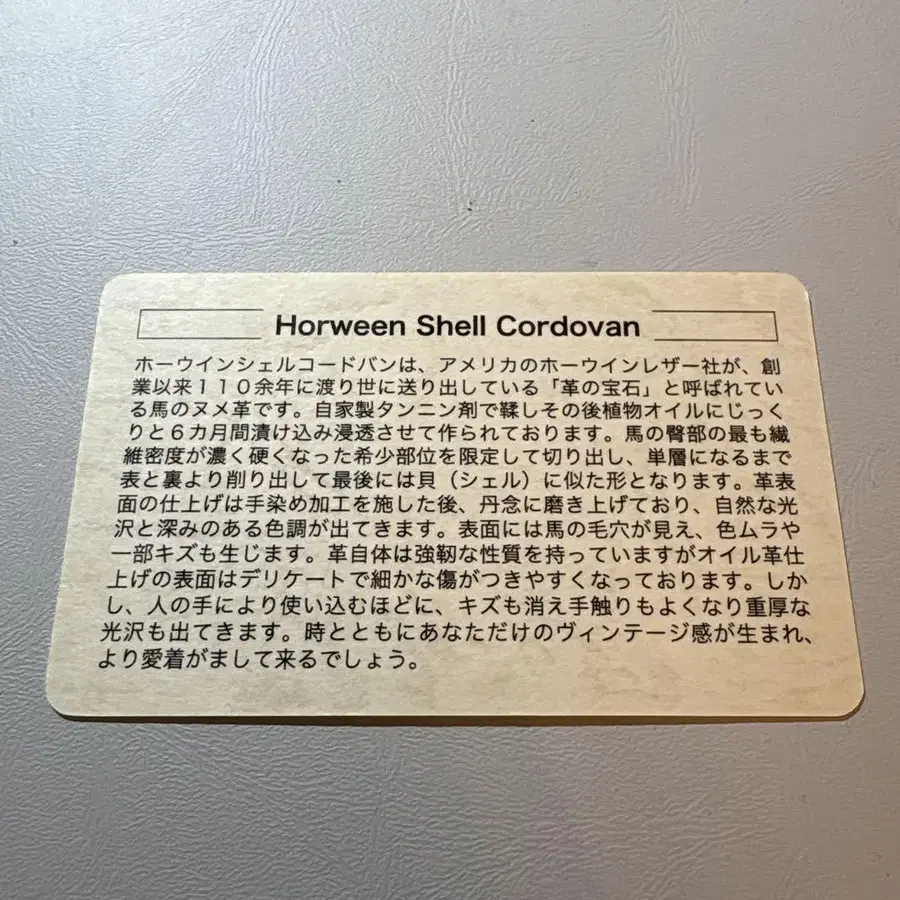 Horween Shell Cordovan
ホーウインシェルコードバンは、アメリカのホーウインレザー社が、創
業以来１１０余年に渡り世に送り出している「革の宝石」と呼ばれてい
る馬のヌメ革です。自家製タンニン剤で鞣しその後植物オイルにじっく
りと６カ月間漬け込み浸透させて作られております。馬の臀部の最も繊
維密度が濃く硬くなった希少部位を限定して切り出し、単層になるまで
表と裏より削り出して最後には貝（シェル）に似た形となります。革表
面の仕上げは手染め加工を施した後、丹念に磨き上げており、自然な光
沢と深みのある色調が出てきます。表面には馬の毛穴が見え、色ムラや
一部キズも生じます。革自体は強靭な性質を持っていますがオイル革仕
上げの表面はデリケートで細かな傷がつきやすくなっております。しか
し、人の手により使い込むほどに、キズも消え手触りもよくなり重厚な
光沢も出てきます。時とともにあなただけのヴィンテージ感が生まれ、
より愛着がまして来るでしょう。